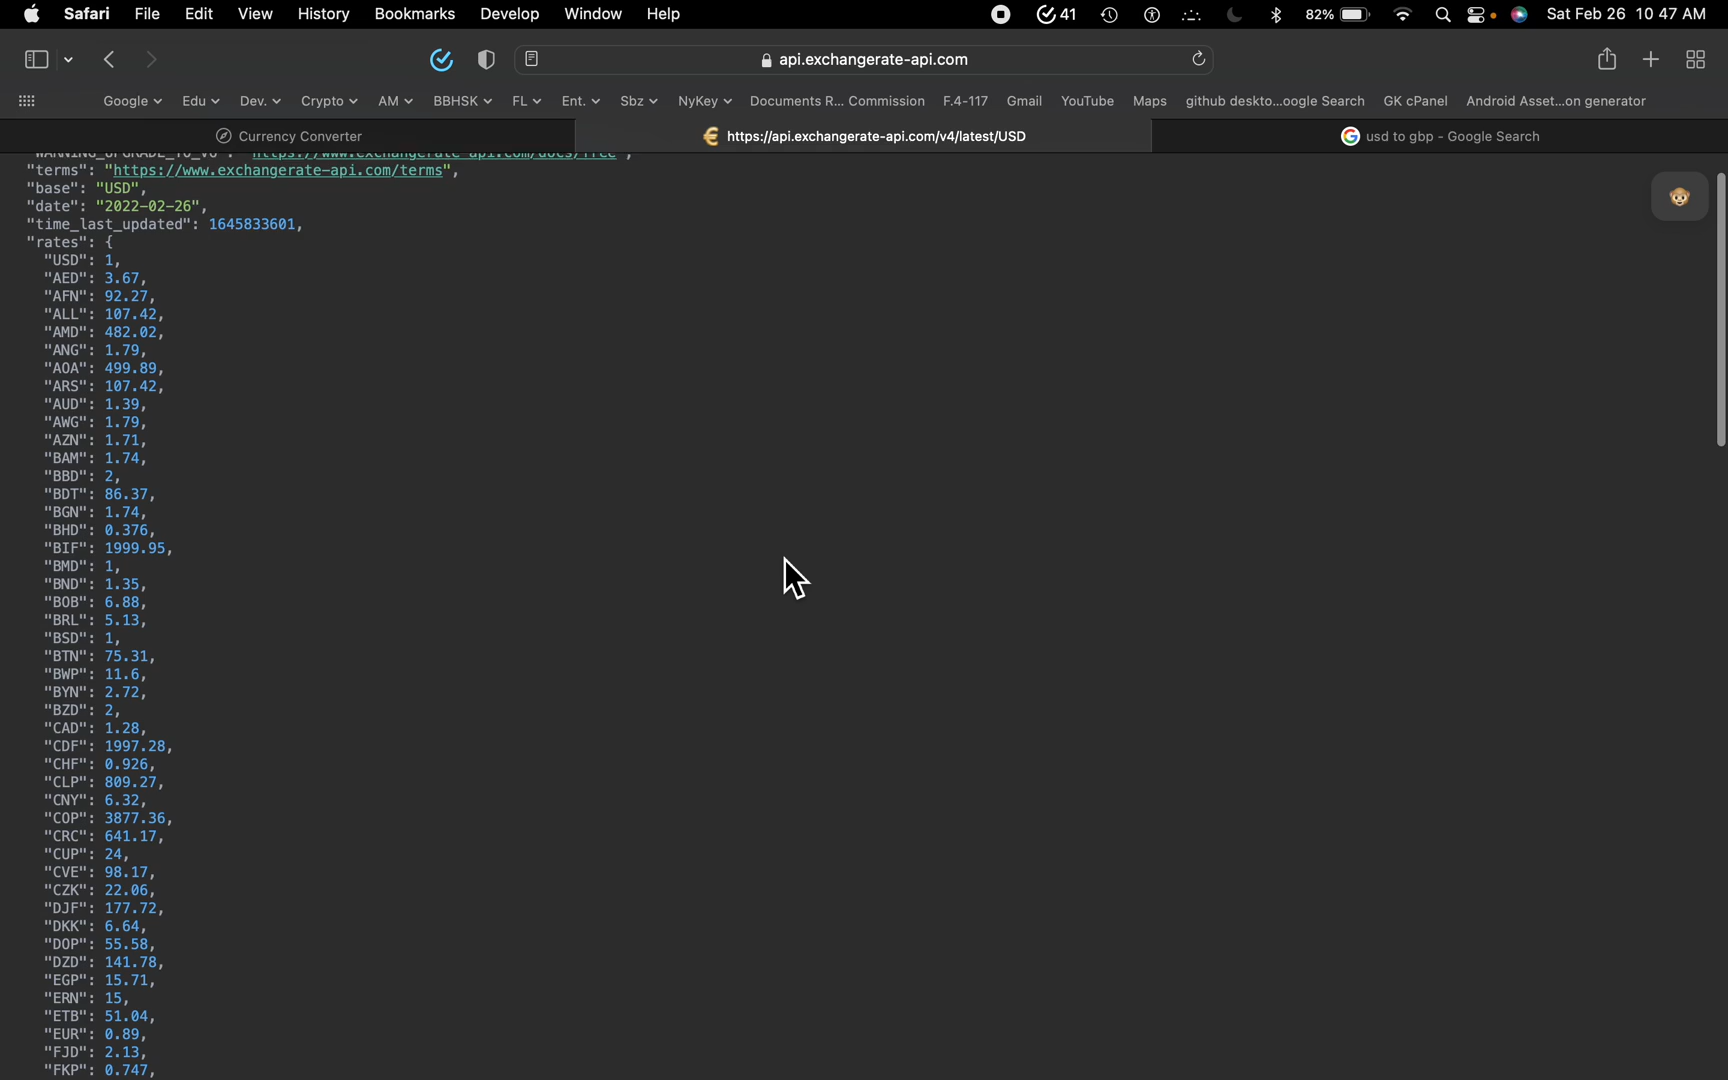 Safari File Edit View History Bookmarks Develop Window Help 41 82% Sat Feb 26 10 47 AM
api.exchangerate-api.com
Google Edu Dev. Crypto AM BBHSK FL Ent. Sbz NyKey Documents R... Commission F.4-117 Gmail YouTube Maps github deskto...oogle Search GK cPanel Android Asset...on generator
Currency Converter https://api.exchangerate-api.com/v4/latest/USD usd to gbp - Google Search
"WARNING_UPGRADE_TO_V6": "https://www.exchangerate-api.com/docs/free",
"terms": "https://www.exchangerate-api.com/terms",
"base": "USD",
"date": "2022-02-26",
"time_last_updated": 1645833601,
"rates": {
"USD": 1,
"AED": 3.67,
"AFN": 92.27,
"ALL": 107.42,
"AMD": 482.02,
"ANG": 1.79,
"AOA": 499.89,
"ARS": 107.42,
"AUD": 1.39,
"AWG": 1.79,
"AZN": 1.71,
"BAM": 1.74,
"BBD": 2,
"BDT": 86.37,
"BGN": 1.74,
"BHD": 0.376,
"BIF": 1999.95,
"BMD": 1,
"BND": 1.35,
"BOB": 6.88,
"BRL": 5.13,
"BSD": 1,
"BTN": 75.31,
"BWP": 11.6,
"BYN": 2.72,
"BZD": 2,
"CAD": 1.28,
"CDF": 1997.28,
"CHF": 0.926,
"CLP": 809.27,
"CNY": 6.32,
"COP": 3877.36,
"CRC": 641.17,
"CUP": 24,
"CVE": 98.17,
"CZK": 22.06,
"DJF": 177.72,
"DKK": 6.64,
"DOP": 55.58,
"DZD": 141.78,
"EGP": 15.71,
"ERN": 15,
"ETB": 51.04,
"EUR": 0.89,
"FJD": 2.13,
"FKP": 0.747,